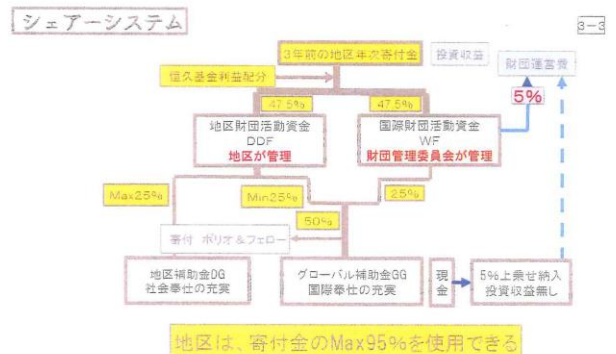 シェアーシステム
3-3
3年前の地区年次寄付金
投資収益
財団運営費
恒久基金利益配分
47.5%
47.5%
5%
地区財団活動資金
DDF
地区が管理
国際財団活動資金
WF
財団管理委員会が管理
Max25%
Min25%
25%
50%
寄付 ポリオ&フェロー
地区補助金DG
社会奉仕の充実
グローバル補助金GG
国際奉仕の充実
現金
5%上乗せ納入
投資収益無し
地区は、寄付金のMax95%を使用できる